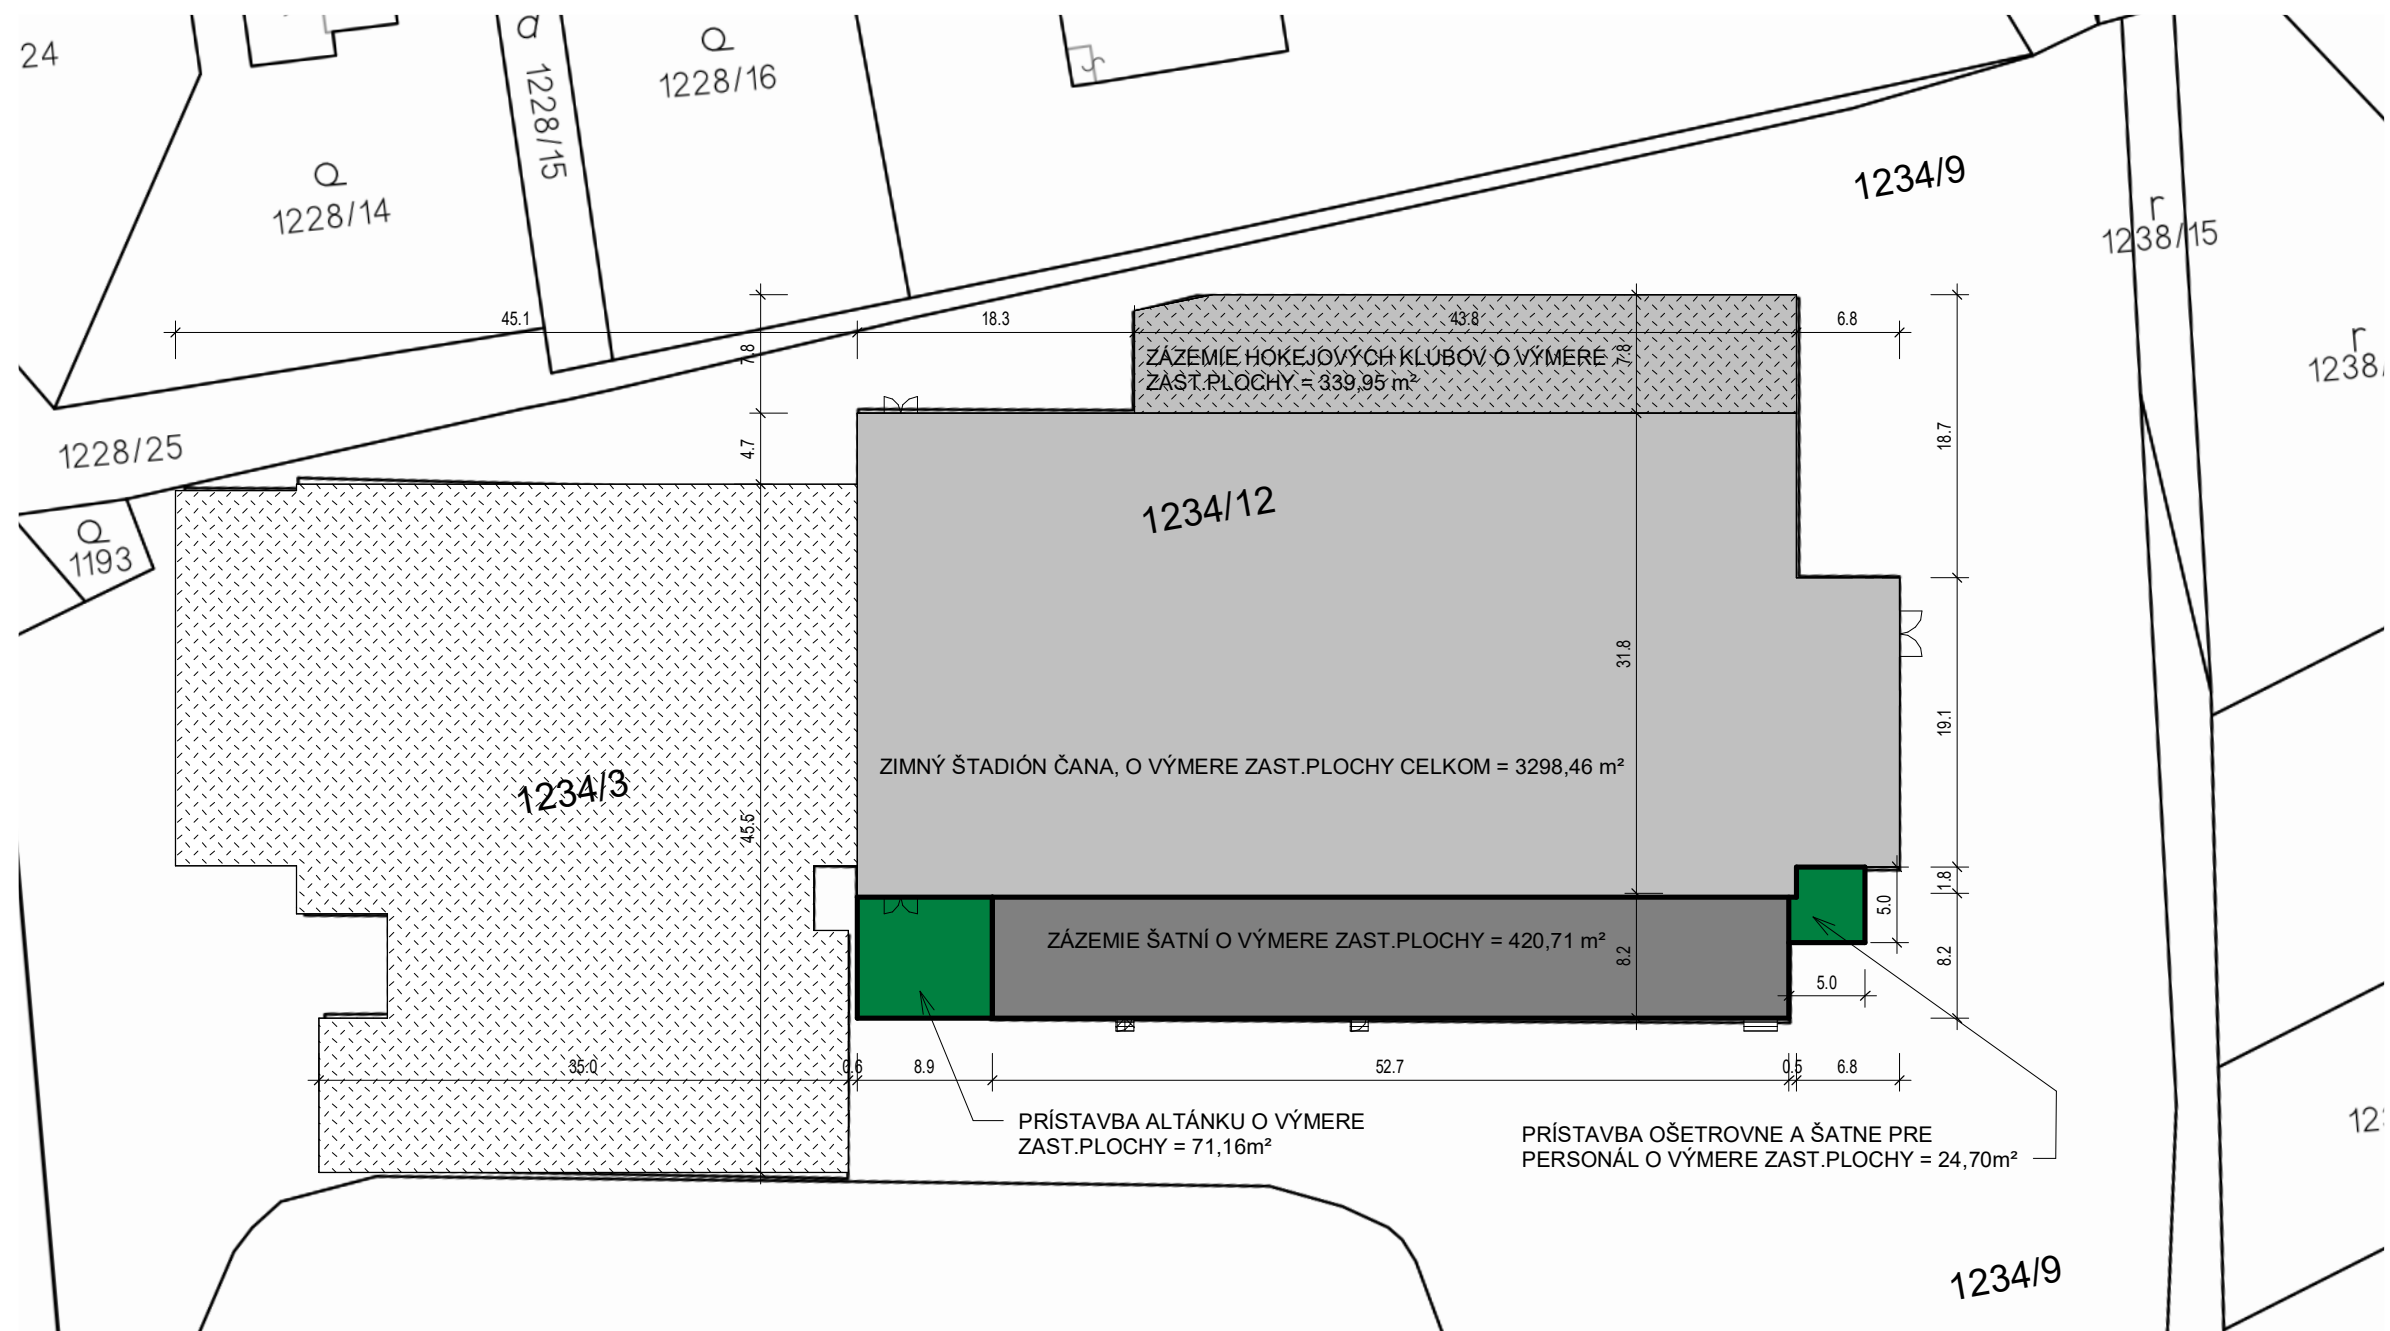 24
Q
1228/14
d
1228/15
Q
1228/16
1234/9
r
1238/15
r
1238/
45.1
18.3
43.8
6.8
7.8
7.8
ZÁZEMIE HOKEJOVÝCH KLUBOV O VÝMERE
ZAST.PLOCHY = 339,95 m²
1228/25
4.7
18.7
Q
1193
1234/12
31.8
19.1
ZIMNÝ ŠTADIÓN ČANA, O VÝMERE ZAST.PLOCHY CELKOM = 3298,46 m²
1234/3
45.5
1.8
5.0
ZÁZEMIE ŠATNÍ O VÝMERE ZAST.PLOCHY = 420,71 m²
8.2
8.2
5.0
35.0
0.6
8.9
52.7
0.5
6.8
PRÍSTAVBA ALTÁNKU O VÝMERE
ZAST.PLOCHY = 71,16m²
PRÍSTAVBA OŠETROVNE A ŠATNE PRE
PERSONÁL O VÝMERE ZAST.PLOCHY = 24,70m²
123
1234/9